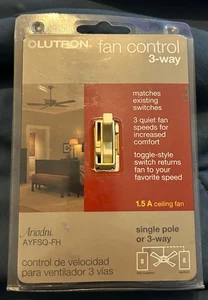 LUTRON
fan control
3-way
matches
existing
switches
3 quiet fan
speeds for
increased
comfort
toggle-style
switch returns
fan to your
favorite speed
1.5 A ceiling fan
Ariadni
AYFSQ-FH
single pole
or 3-way
control de velocidad
para ventilador 3 vías